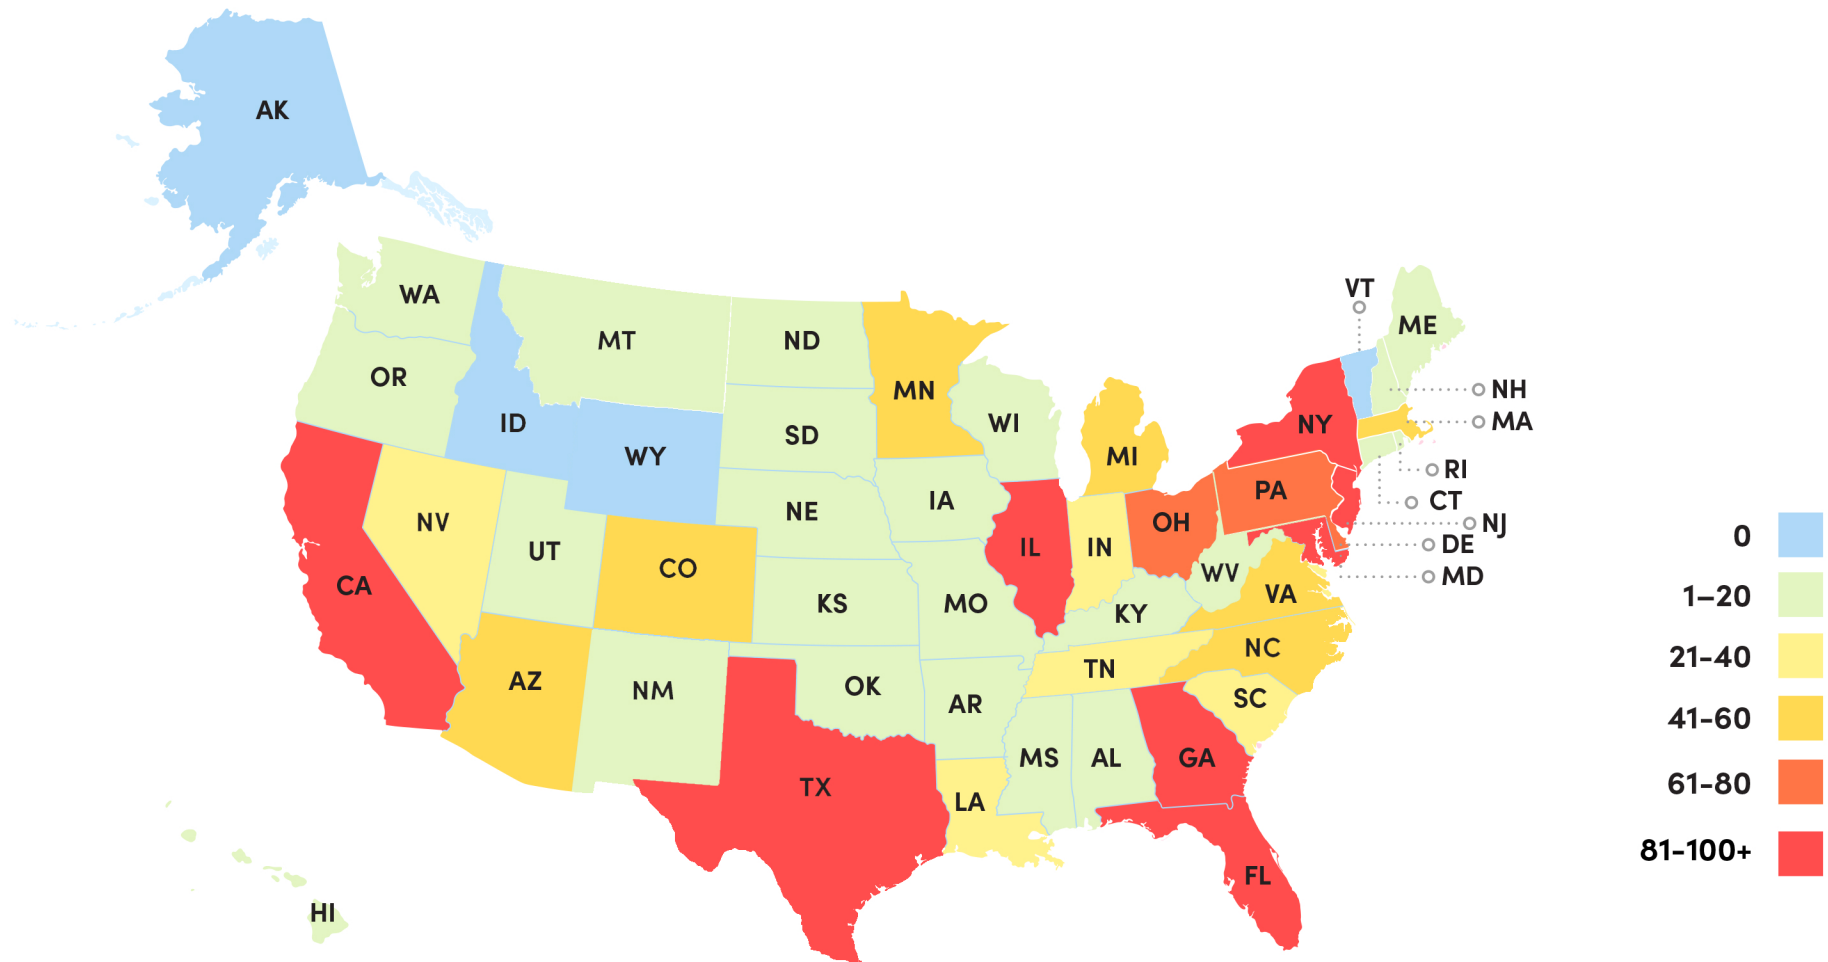 AK
WA
MT
ND
MN
VT
ME
OR
ID
WY
SD
WI
MI
NY
NH
MA
RI
CT
NJ
DE
MD
NV
UT
CO
NE
IA
IL
IN
OH
PA
WV
VA
CA
KS
MO
KY
NC
TN
SC
AZ
NM
OK
AR
TX
LA
MS
AL
GA
FL
HI
0
1–20
21-40
41-60
61-80
81-100+